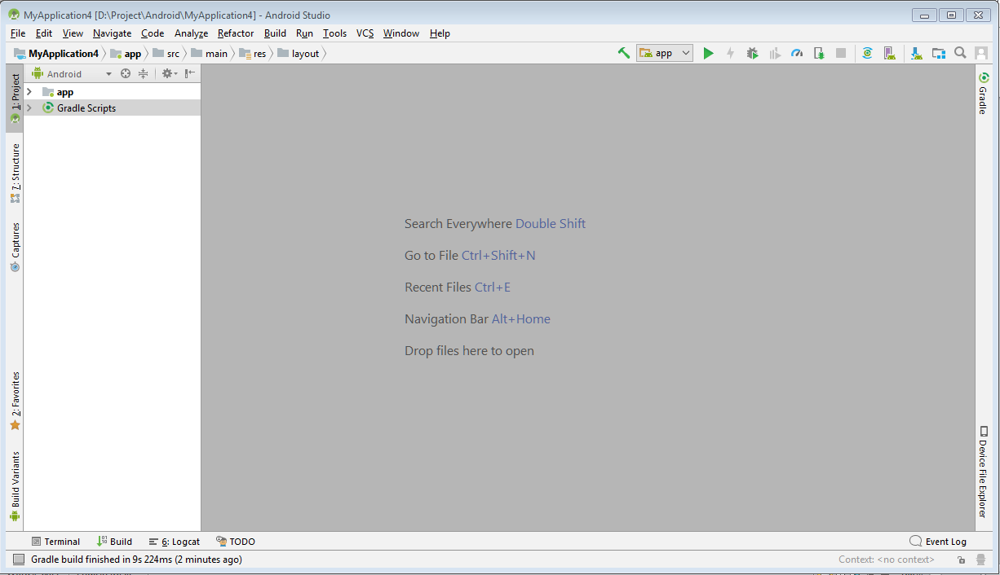 MyApplication4 [D:\Project\Android\MyApplication4] - Android Studio
File Edit View Navigate Code Analyze Refactor Build Run Tools VCS Window Help
MyApplication4 app src main res layout app
Android
app
Gradle Scripts
1: Project
7: Structure
Captures
2: Favorites
Build Variants
Search Everywhere Double Shift
Go to File Ctrl+Shift+N
Recent Files Ctrl+E
Navigation Bar Alt+Home
Drop files here to open
Gradle
Device File Explorer
Terminal Build 6: Logcat TODO Event Log
Gradle build finished in 9s 224ms (2 minutes ago) Context: <no context>